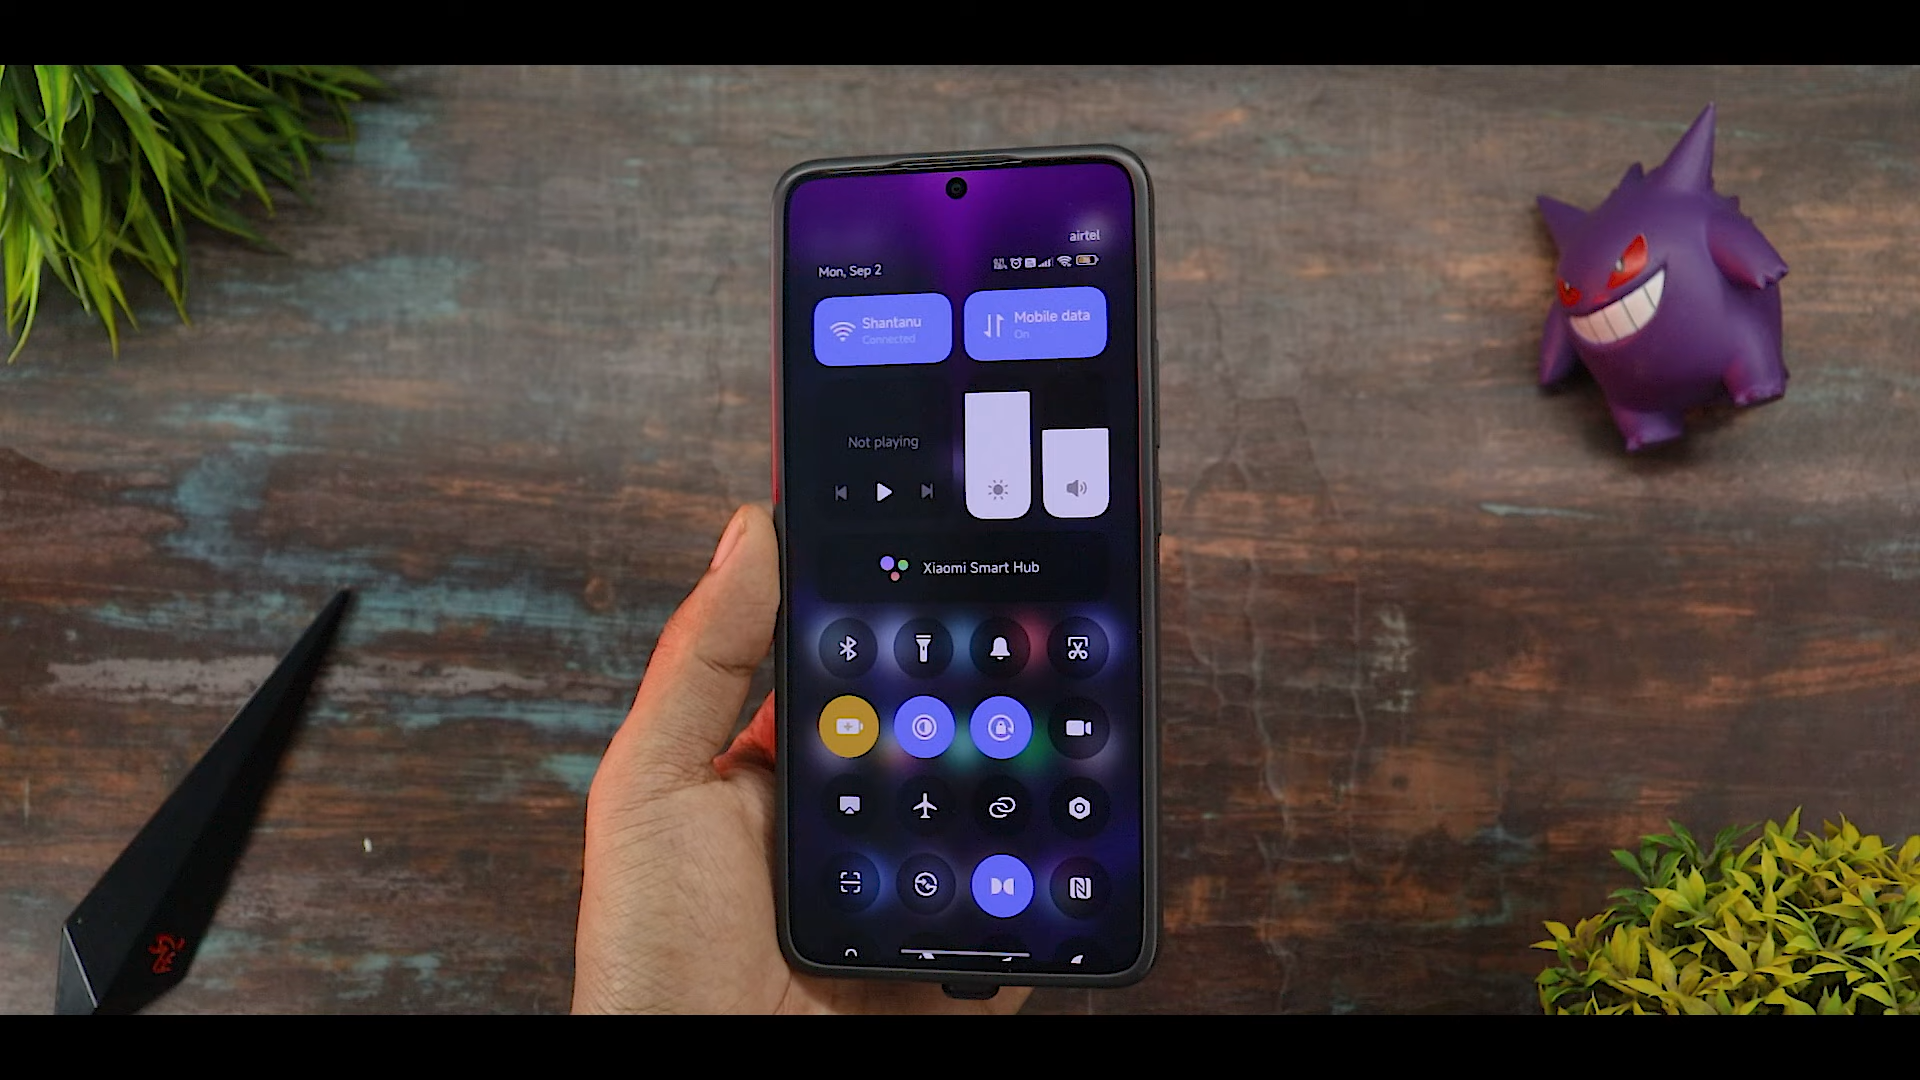 airtel
Mon, Sep 2
Shantanu
Connected
Mobile data
On
Not playing
Xiaomi Smart Hub